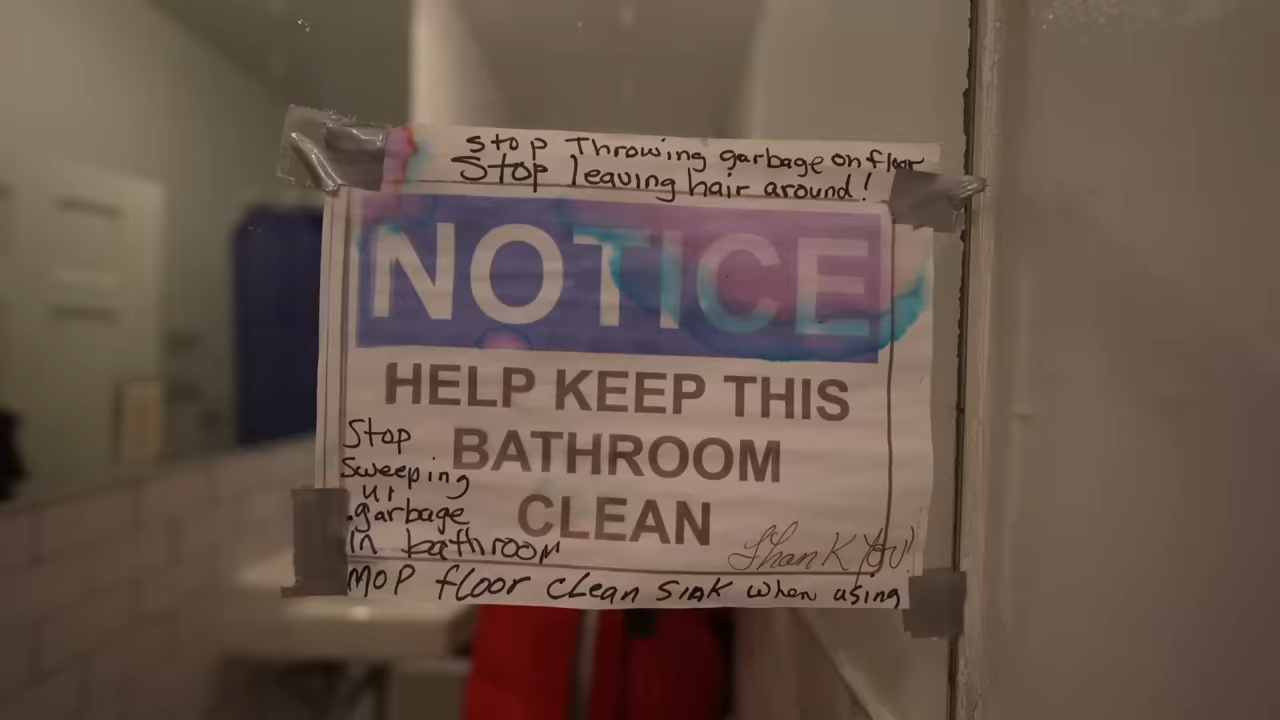 Stop Throwing garbage on floor
Stop leaving hair around!
NOTICE
HELP KEEP THIS
BATHROOM
CLEAN
Stop
sweeping
ur
garbage
in bathroom
Thank You!
MOP floor clean sink when using